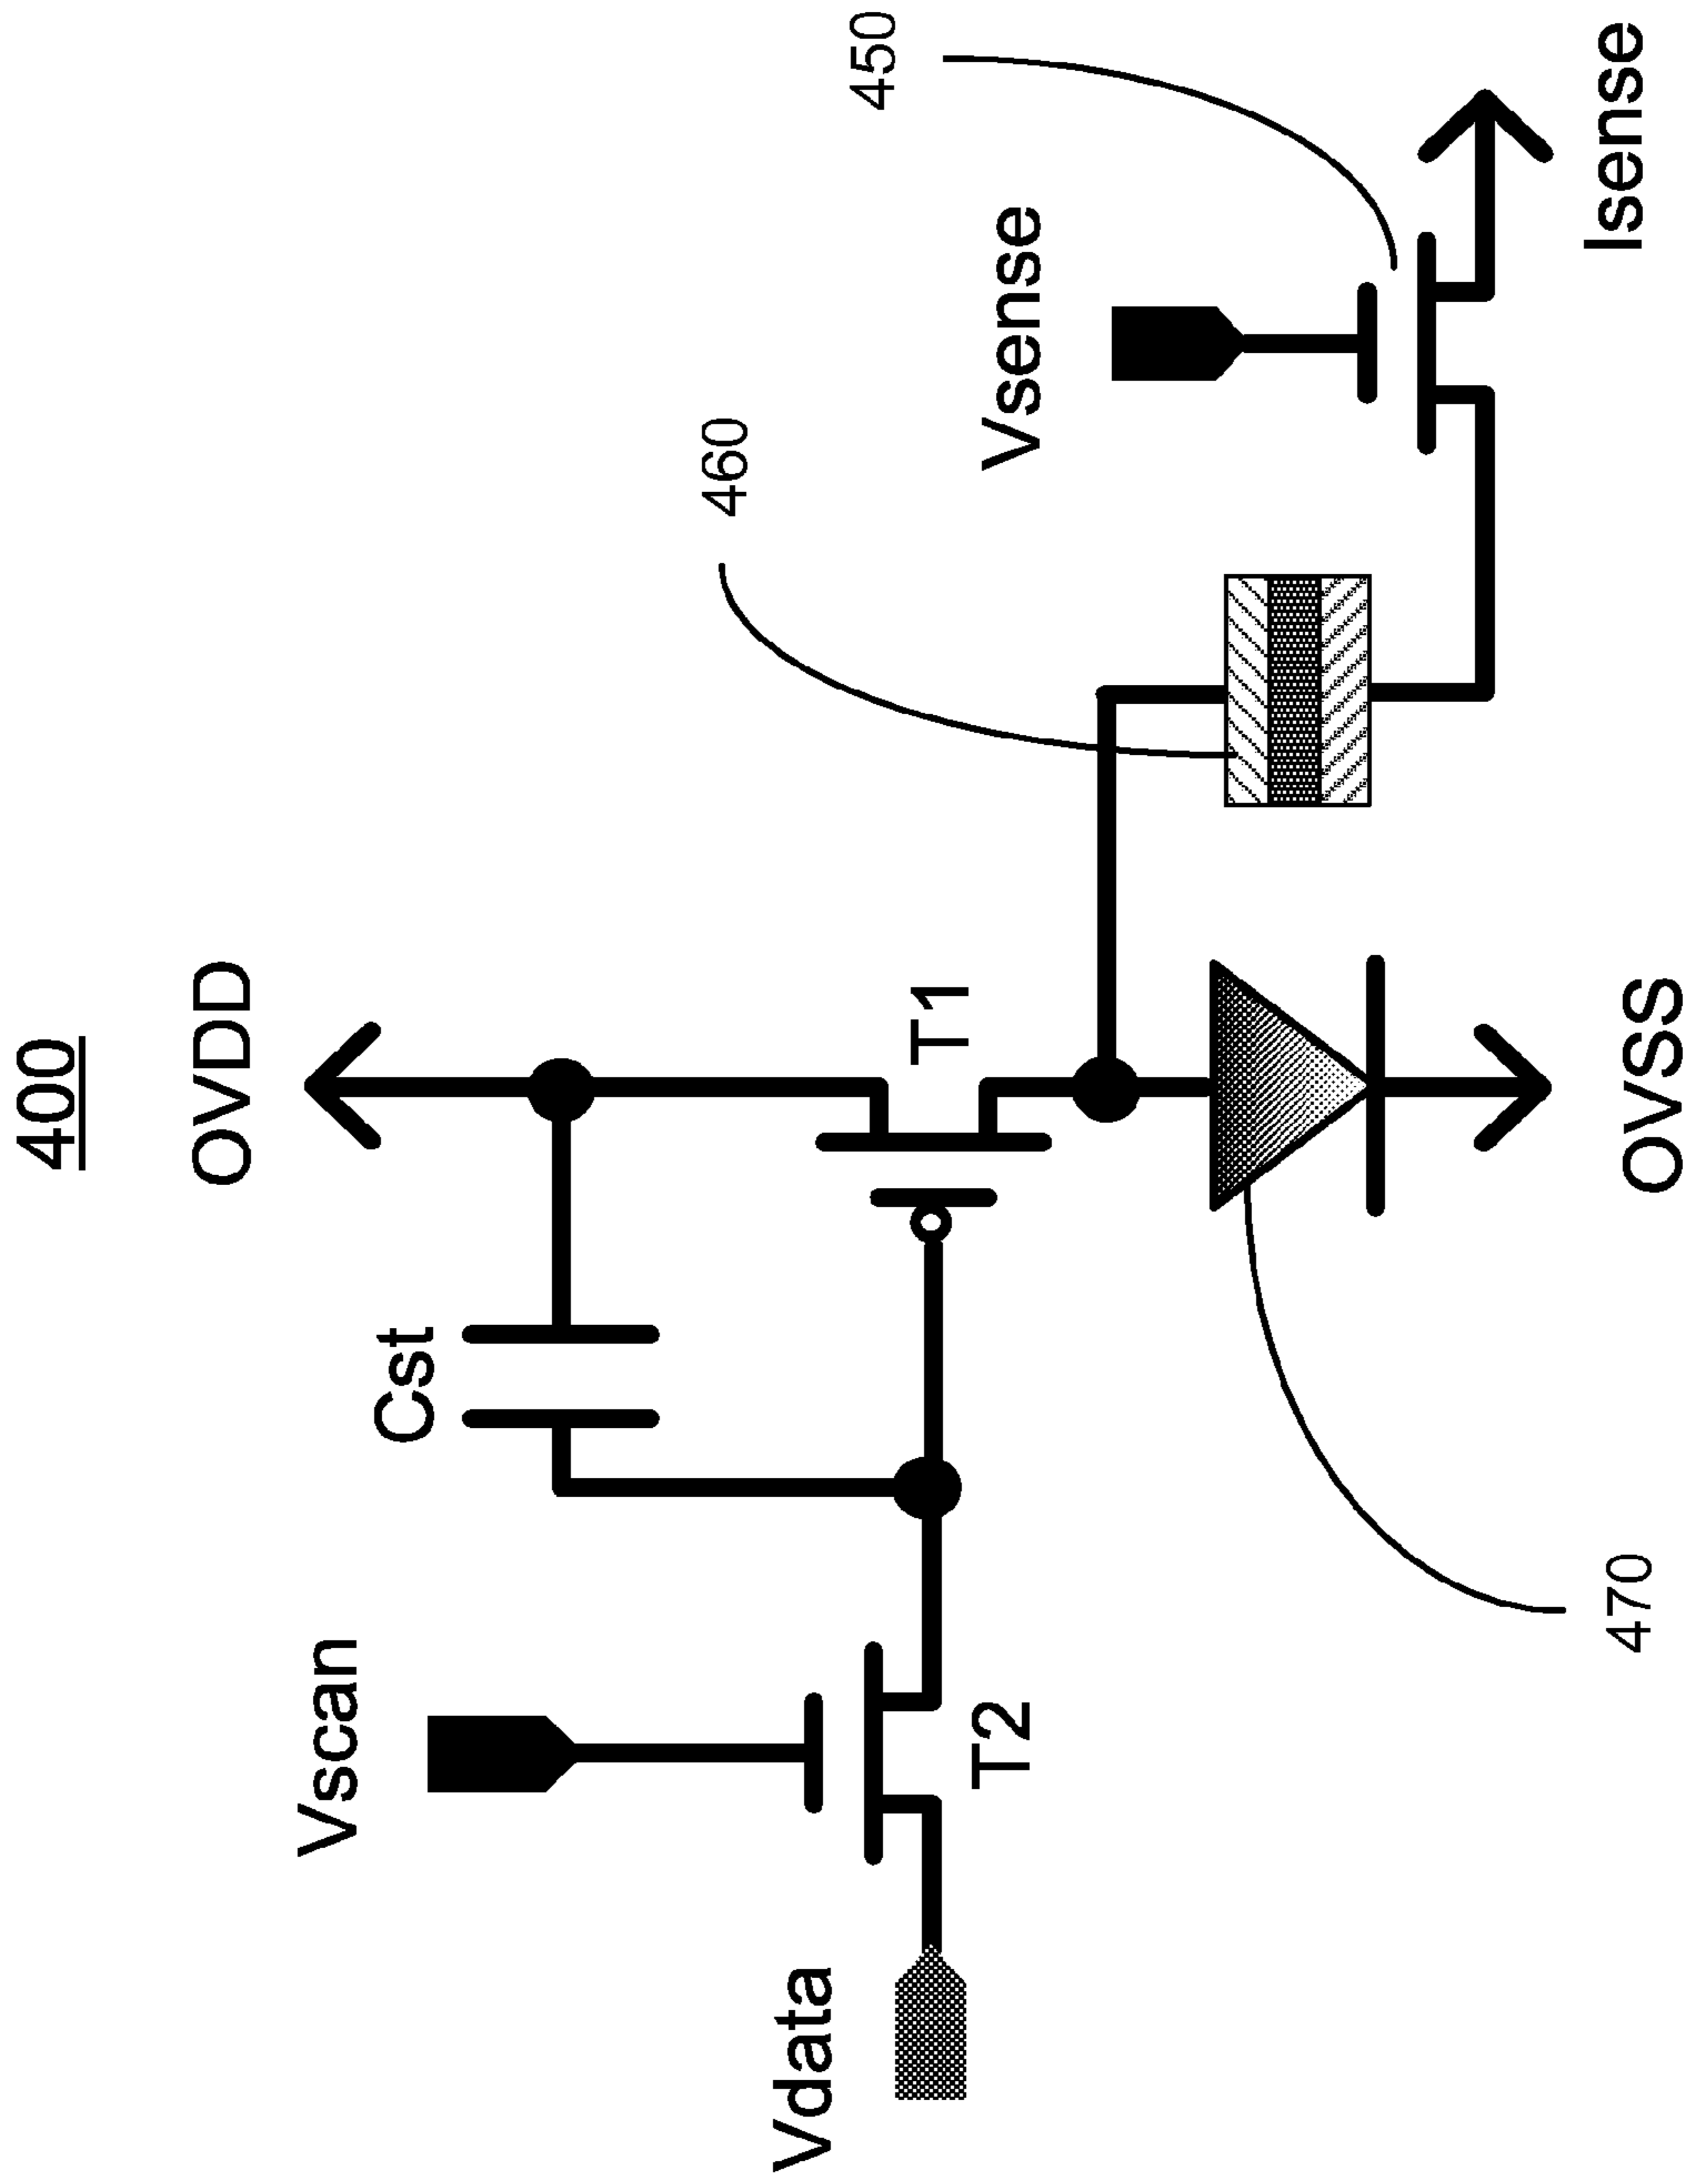 400
OVDD
Vscan
Cst
Vdata
T2
T1
460
450
Vsense
470
OVSS
Isense